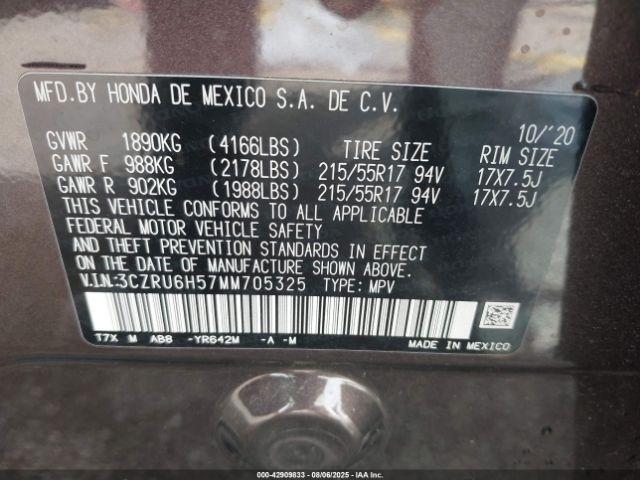 MFD.BY HONDA DE MEXICO S.A. DE C.V.
10/'20
GVWR 1890KG (4166LBS) TIRE SIZE RIM SIZE
GAWR F 988KG (2178LBS) 215/55R17 94V 17X7.5J
GAWR R 902KG (1988LBS) 215/55R17 94V 17X7.5J
THIS VEHICLE CONFORMS TO ALL APPLICABLE
FEDERAL MOTOR VEHICLE SAFETY
AND THEFT PREVENTION STANDARDS IN EFFECT
ON THE DATE OF MANUFACTURE SHOWN ABOVE.
V.I.N:3CZRU6H57MM705325 TYPE: MPV
T7X M ABB -YR642M -A -M MADE IN MEXICO
000-42909833 - 08/06/2025 - IAA Inc.